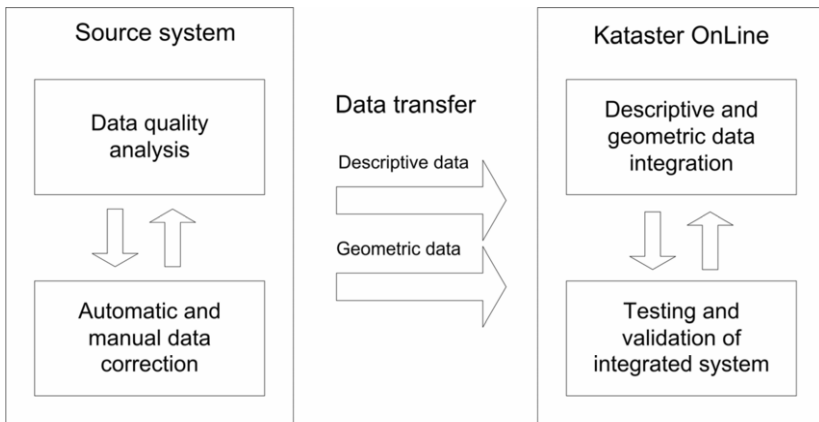 Source system
Data quality
analysis
Automatic and
manual data
correction
Data transfer
Descriptive data
Geometric data
Kataster OnLine
Descriptive and
geometric data
integration
Testing and
validation of
integrated system